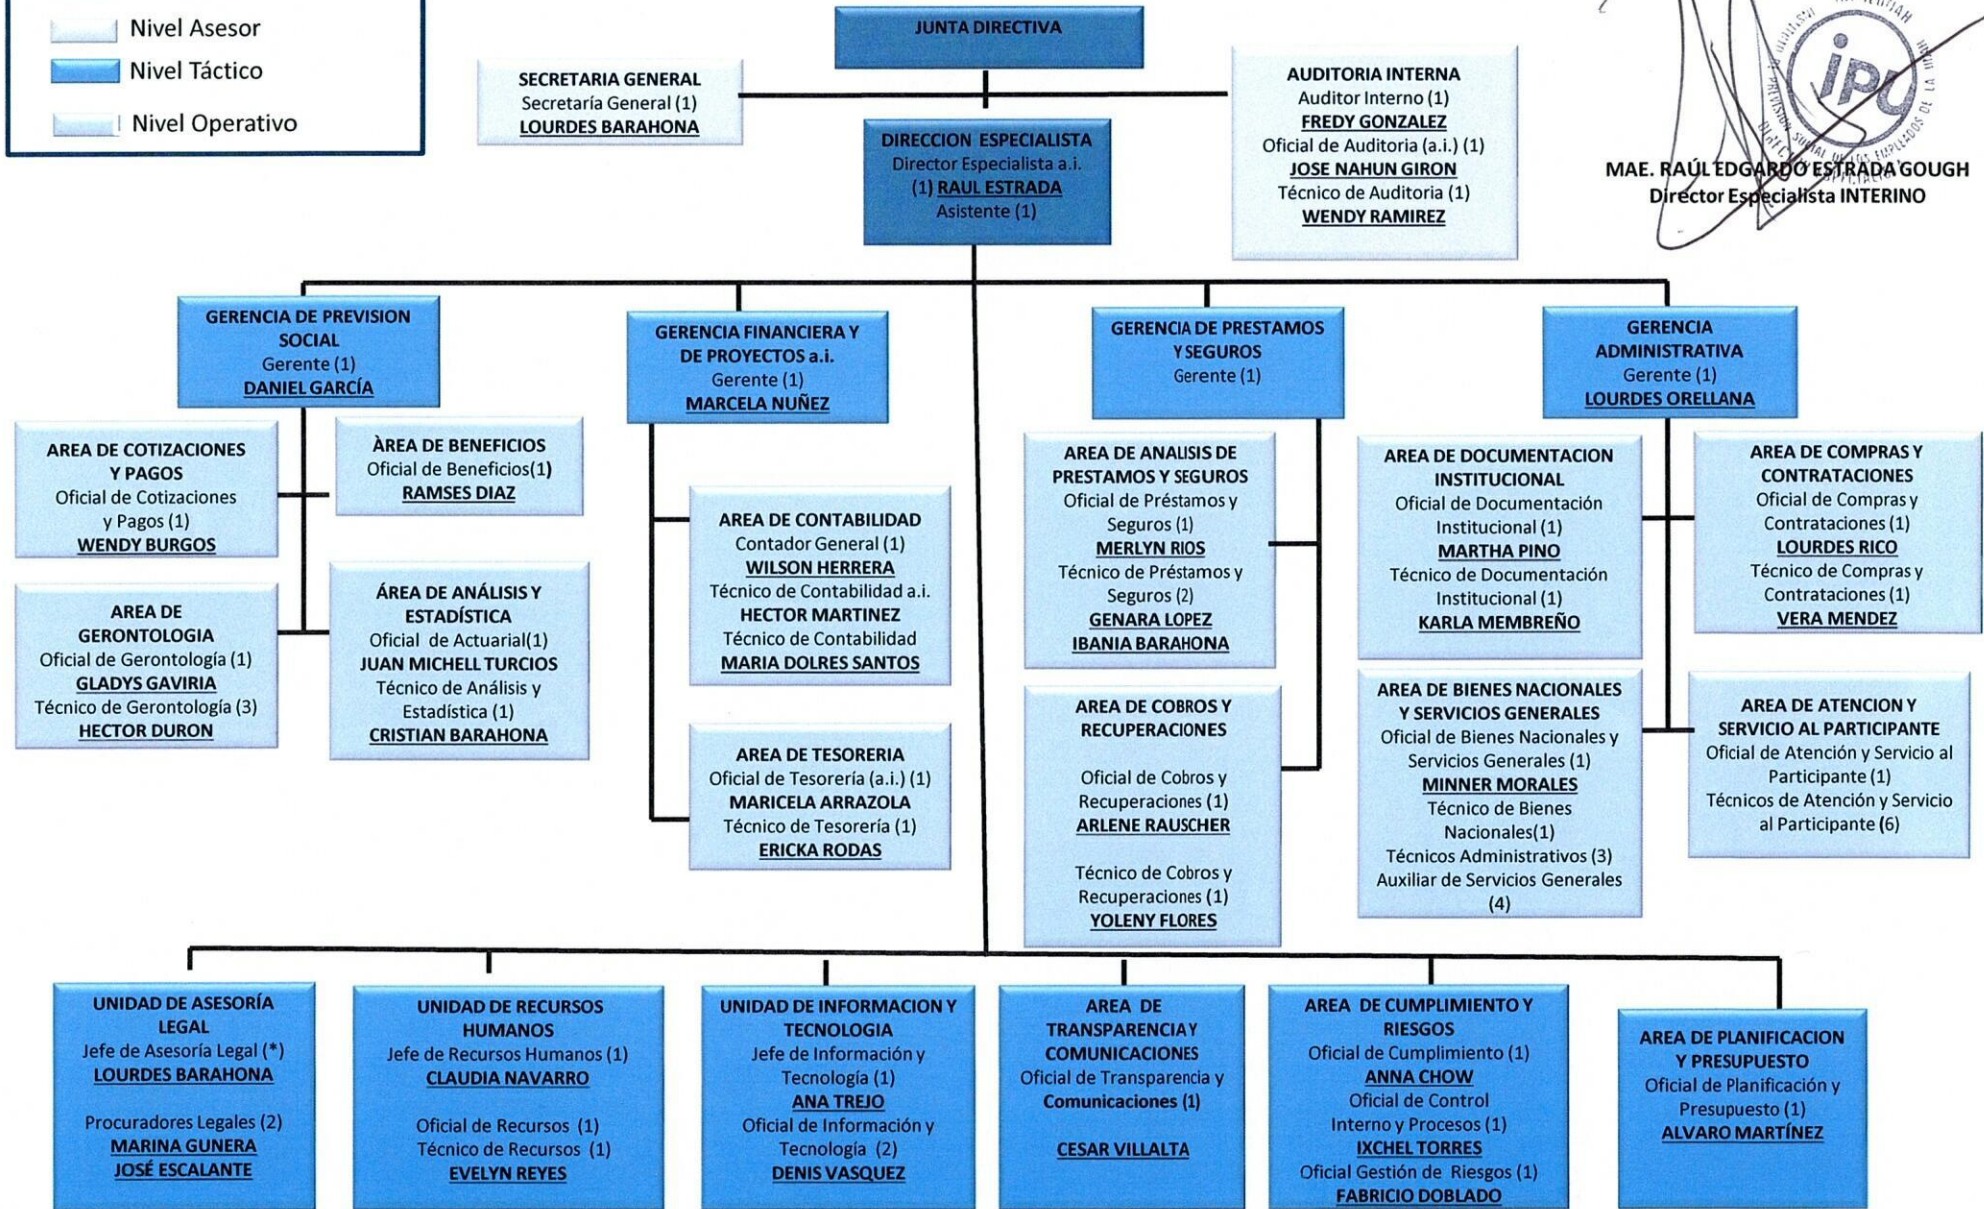 Nivel Asesor
Nivel Táctico
Nivel Operativo
JUNTA DIRECTIVA
SECRETARIA GENERAL
Secretaría General (1)
LOURDES BARAHONA
AUDITORIA INTERNA
Auditor Interno (1)
FREDY GONZALEZ
Oficial de Auditoria (a.i.) (1)
JOSE NAHUN GIRON
Técnico de Auditoria (1)
WENDY RAMIREZ
DIRECCION ESPECIALISTA
Director Especialista a.i.
(1) RAUL ESTRADA
Asistente (1)
ipu
MAE. RAÚL EDGARDO ESTRADA GOUGH
Director Especialista INTERINO
GERENCIA DE PREVISION
SOCIAL
Gerente (1)
DANIEL GARCÍA
GERENCIA FINANCIERA Y
DE PROYECTOS a.i.
Gerente (1)
MARCELA NUÑEZ
GERENCIA DE PRESTAMOS
Y SEGUROS
Gerente (1)
GERENCIA
ADMINISTRATIVA
Gerente (1)
LOURDES ORELLANA
AREA DE COTIZACIONES
Y PAGOS
Oficial de Cotizaciones
y Pagos (1)
WENDY BURGOS
ÀREA DE BENEFICIOS
Oficial de Beneficios(1)
RAMSES DIAZ
AREA DE
GERONTOLOGIA
Oficial de Gerontología (1)
GLADYS GAVIRIA
Técnico de Gerontología (3)
HECTOR DURON
ÁREA DE ANÁLISIS Y
ESTADÍSTICA
Oficial de Actuarial(1)
JUAN MICHELL TURCIOS
Técnico de Análisis y
Estadística (1)
CRISTIAN BARAHONA
AREA DE CONTABILIDAD
Contador General (1)
WILSON HERRERA
Técnico de Contabilidad a.i.
HECTOR MARTINEZ
Técnico de Contabilidad
MARIA DOLRES SANTOS
AREA DE TESORERIA
Oficial de Tesorería (a.i.) (1)
MARICELA ARRAZOLA
Técnico de Tesorería (1)
ERICKA RODAS
AREA DE ANALISIS DE
PRESTAMOS Y SEGUROS
Oficial de Préstamos y
Seguros (1)
MERLYN RIOS
Técnico de Préstamos y
Seguros (2)
GENARA LOPEZ
IBANIA BARAHONA
AREA DE COBROS Y
RECUPERACIONES
Oficial de Cobros y
Recuperaciones (1)
ARLENE RAUSCHER
Técnico de Cobros y
Recuperaciones (1)
YOLENY FLORES
AREA DE DOCUMENTACION
INSTITUCIONAL
Oficial de Documentación
Institucional (1)
MARTHA PINO
Técnico de Documentación
Institucional (1)
KARLA MEMBREÑO
AREA DE COMPRAS Y
CONTRATACIONES
Oficial de Compras y
Contrataciones (1)
LOURDES RICO
Técnico de Compras y
Contrataciones (1)
VERA MENDEZ
AREA DE BIENES NACIONALES
Y SERVICIOS GENERALES
Oficial de Bienes Nacionales y
Servicios Generales (1)
MINNER MORALES
Técnico de Bienes
Nacionales(1)
Técnicos Administrativos (3)
Auxiliar de Servicios Generales
(4)
AREA DE ATENCION Y
SERVICIO AL PARTICIPANTE
Oficial de Atención y Servicio al
Participante (1)
Técnicos de Atención y Servicio
al Participante (6)
UNIDAD DE ASESORÍA
LEGAL
Jefe de Asesoría Legal (*)
LOURDES BARAHONA
Procuradores Legales (2)
MARINA GUNERA
JOSÉ ESCALANTE
UNIDAD DE RECURSOS
HUMANOS
Jefe de Recursos Humanos (1)
CLAUDIA NAVARRO
Oficial de Recursos (1)
Técnico de Recursos (1)
EVELYN REYES
UNIDAD DE INFORMACION Y
TECNOLOGIA
Jefe de Información y
Tecnología (1)
ANA TREJO
Oficial de Información y
Tecnología (2)
DENIS VASQUEZ
AREA DE
TRANSPARENCIA Y
COMUNICACIONES
Oficial de Transparencia y
Comunicaciones (1)
CESAR VILLALTA
AREA DE CUMPLIMIENTO Y
RIESGOS
Oficial de Cumplimiento (1)
ANNA CHOW
Oficial de Control
Interno y Procesos (1)
IXCHEL TORRES
Oficial Gestión de Riesgos (1)
FABRICIO DOBLADO
AREA DE PLANIFICACION
Y PRESUPUESTO
Oficial de Planificación y
Presupuesto (1)
ALVARO MARTÍNEZ